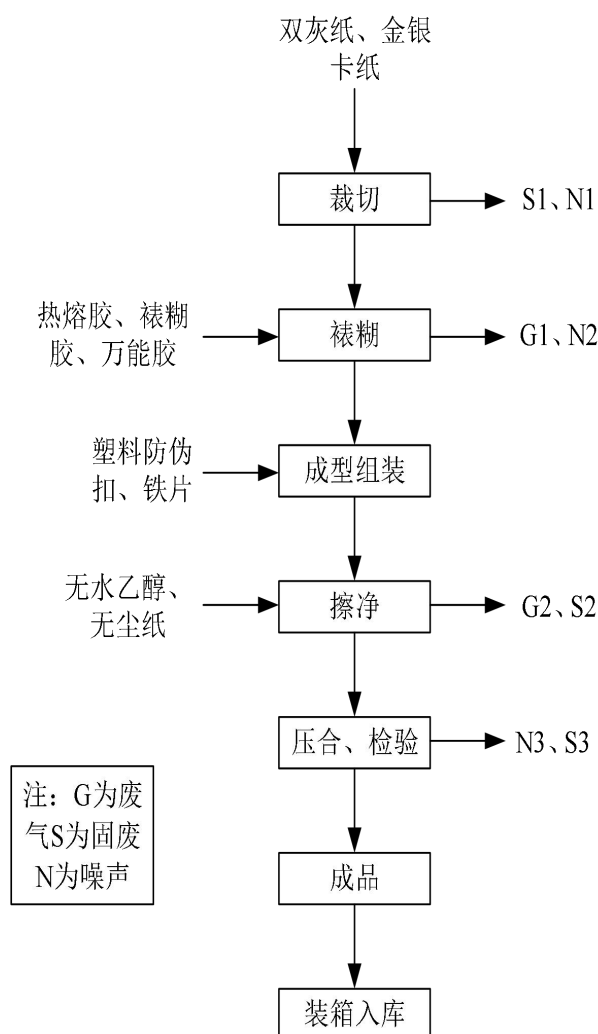 双灰纸、金银
卡纸
裁切
S1、N1
热熔胶、裱糊
胶、万能胶
裱糊
G1、N2
塑料防伪
扣、铁片
成型组装
无水乙醇、
无尘纸
擦净
G2、S2
压合、检验
N3、S3
注：G为废
气S为固废
N为噪声
成品
装箱入库